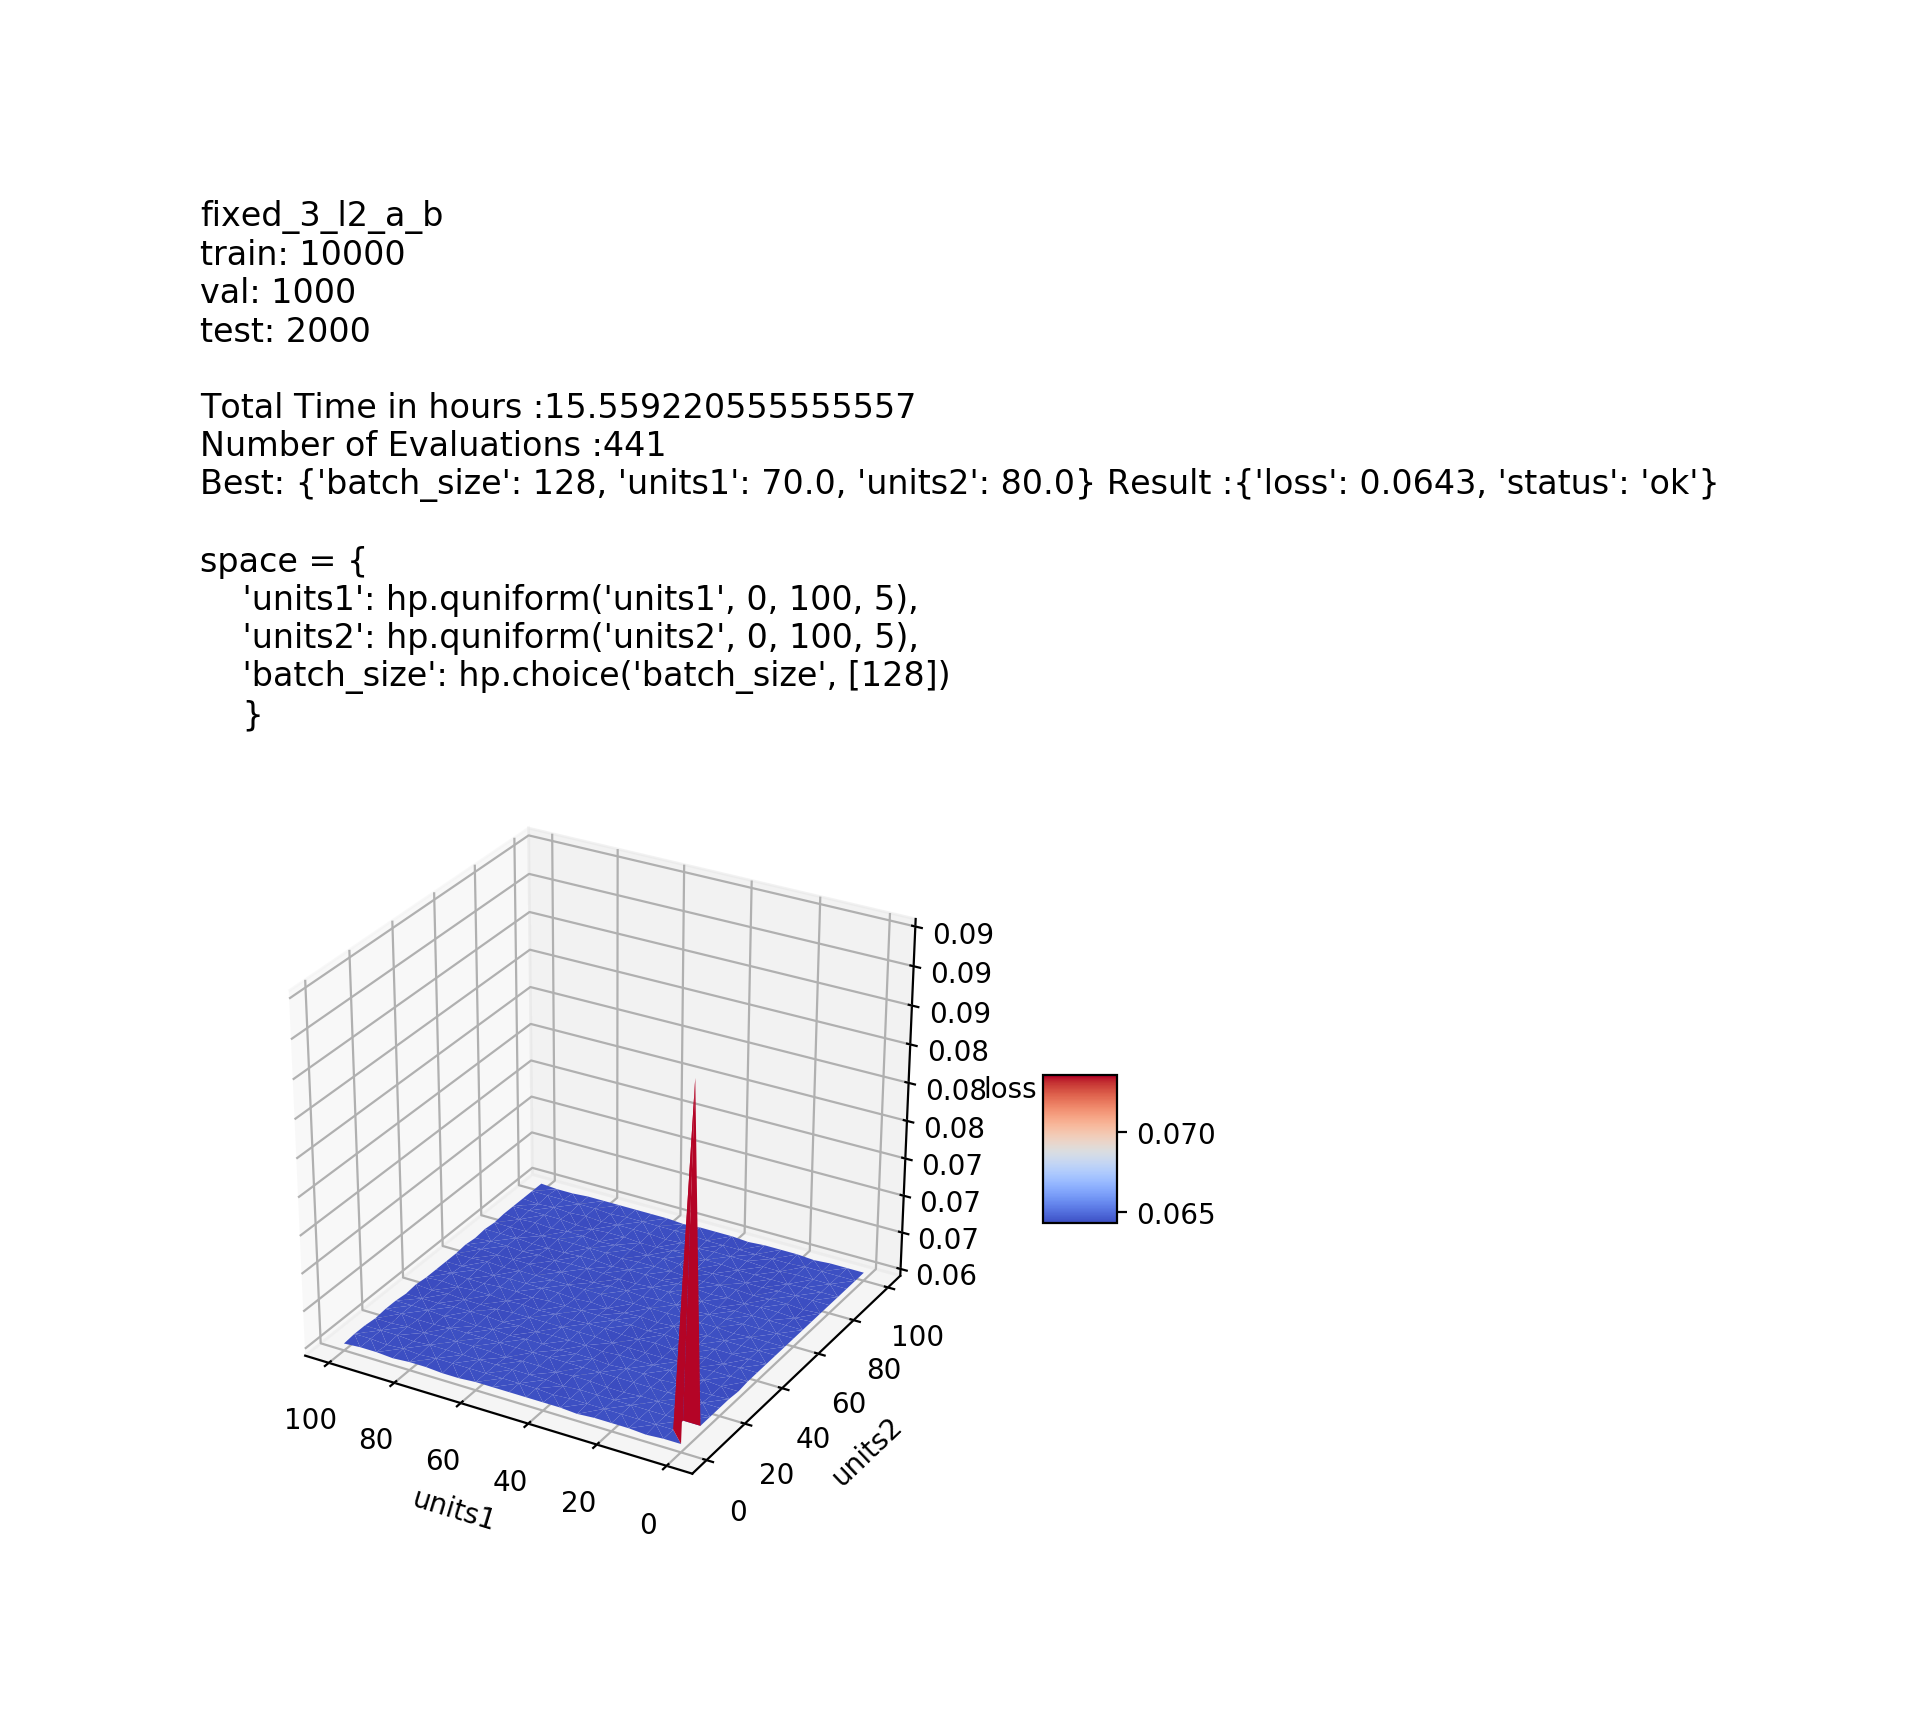 fixed_3_l2_a_b
train: 10000
val: 1000
test: 2000
Total Time in hours :15.559220555555557
Number of Evaluations :441
Best: {'batch_size': 128, 'units1': 70.0, 'units2': 80.0} Result :{'loss': 0.0643, 'status': 'ok'}
space = {
'units1': hp.quniform('units1', 0, 100, 5),
'units2': hp.quniform('units2', 0, 100, 5),
'batch_size': hp.choice('batch_size', [128])
}
0.09
0.09
0.09
0.08
0.08
0.08
0.07
0.07
0.07
0.06
loss
0.070
0.065
100
80
60
40
20
0
units1
100
80
60
40
20
0
units2